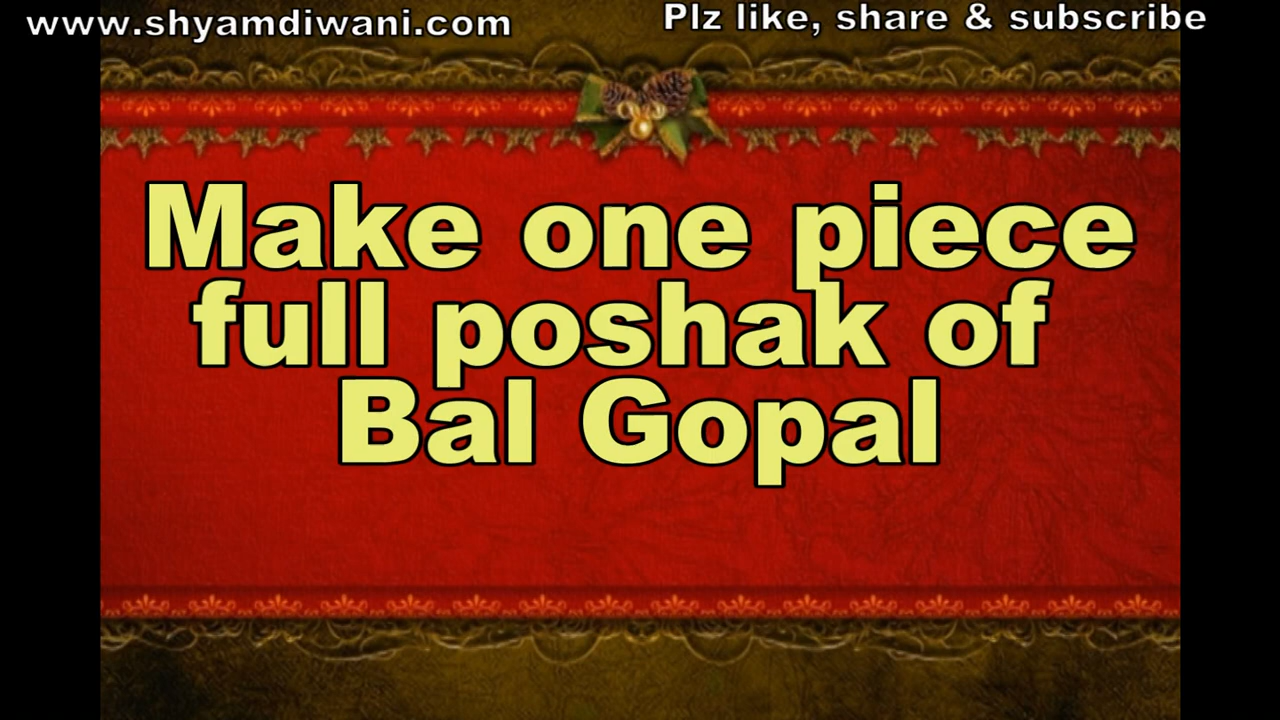 www.shyamdiwani.com
Plz like, share & subscribe
Make one piece
full poshak of
Bal Gopal